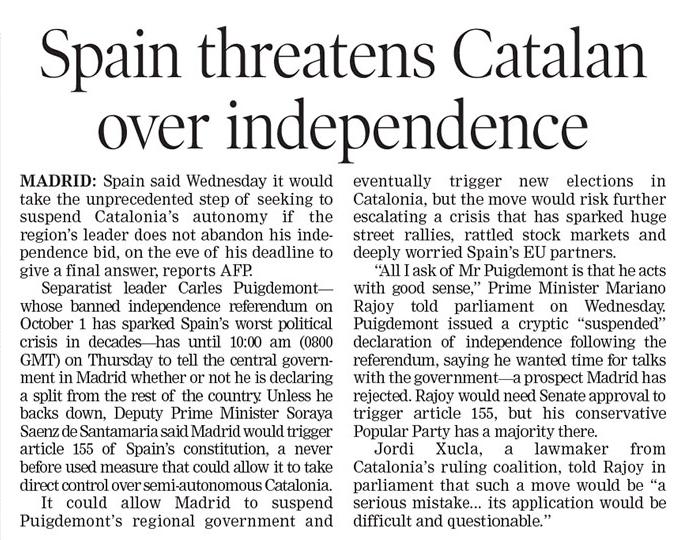 Spain threatens Catalan
over independence
MADRID: Spain said Wednesday it would
take the unprecedented step of seeking to
suspend Catalonia's autonomy if the
region's leader does not abandon his inde-
pendence bid, on the eve of his deadline to
give a final answer, reports AFP.
Separatist leader Carles Puigdemont—
whose banned independence referendum on
October 1 has sparked Spain's worst political
crisis in decades—has until 10:00 am (0800
GMT) on Thursday to tell the central govern-
ment in Madrid whether or not he is declaring
a split from the rest of the country. Unless he
backs down, Deputy Prime Minister Soraya
Saenz de Santamaria said Madrid would trigger
article 155 of Spain's constitution, a never
before used measure that could allow it to take
direct control over semi-autonomous Catalonia.
It could allow Madrid to suspend
Puigdemont's regional government and
eventually trigger new elections in
Catalonia, but the move would risk further
escalating a crisis that has sparked huge
street rallies, rattled stock markets and
deeply worried Spain's EU partners.
"All I ask of Mr Puigdemont is that he acts
with good sense," Prime Minister Mariano
Rajoy told parliament on Wednesday.
Puigdemont issued a cryptic "suspended"
declaration of independence following the
referendum, saying he wanted time for talks
with the government—a prospect Madrid has
rejected. Rajoy would need Senate approval to
trigger article 155, but his conservative
Popular Party has a majority there.
Jordi Xucla, a lawmaker from
Catalonia's ruling coalition, told Rajoy in
parliament that such a move would be "a
serious mistake... its application would be
difficult and questionable."